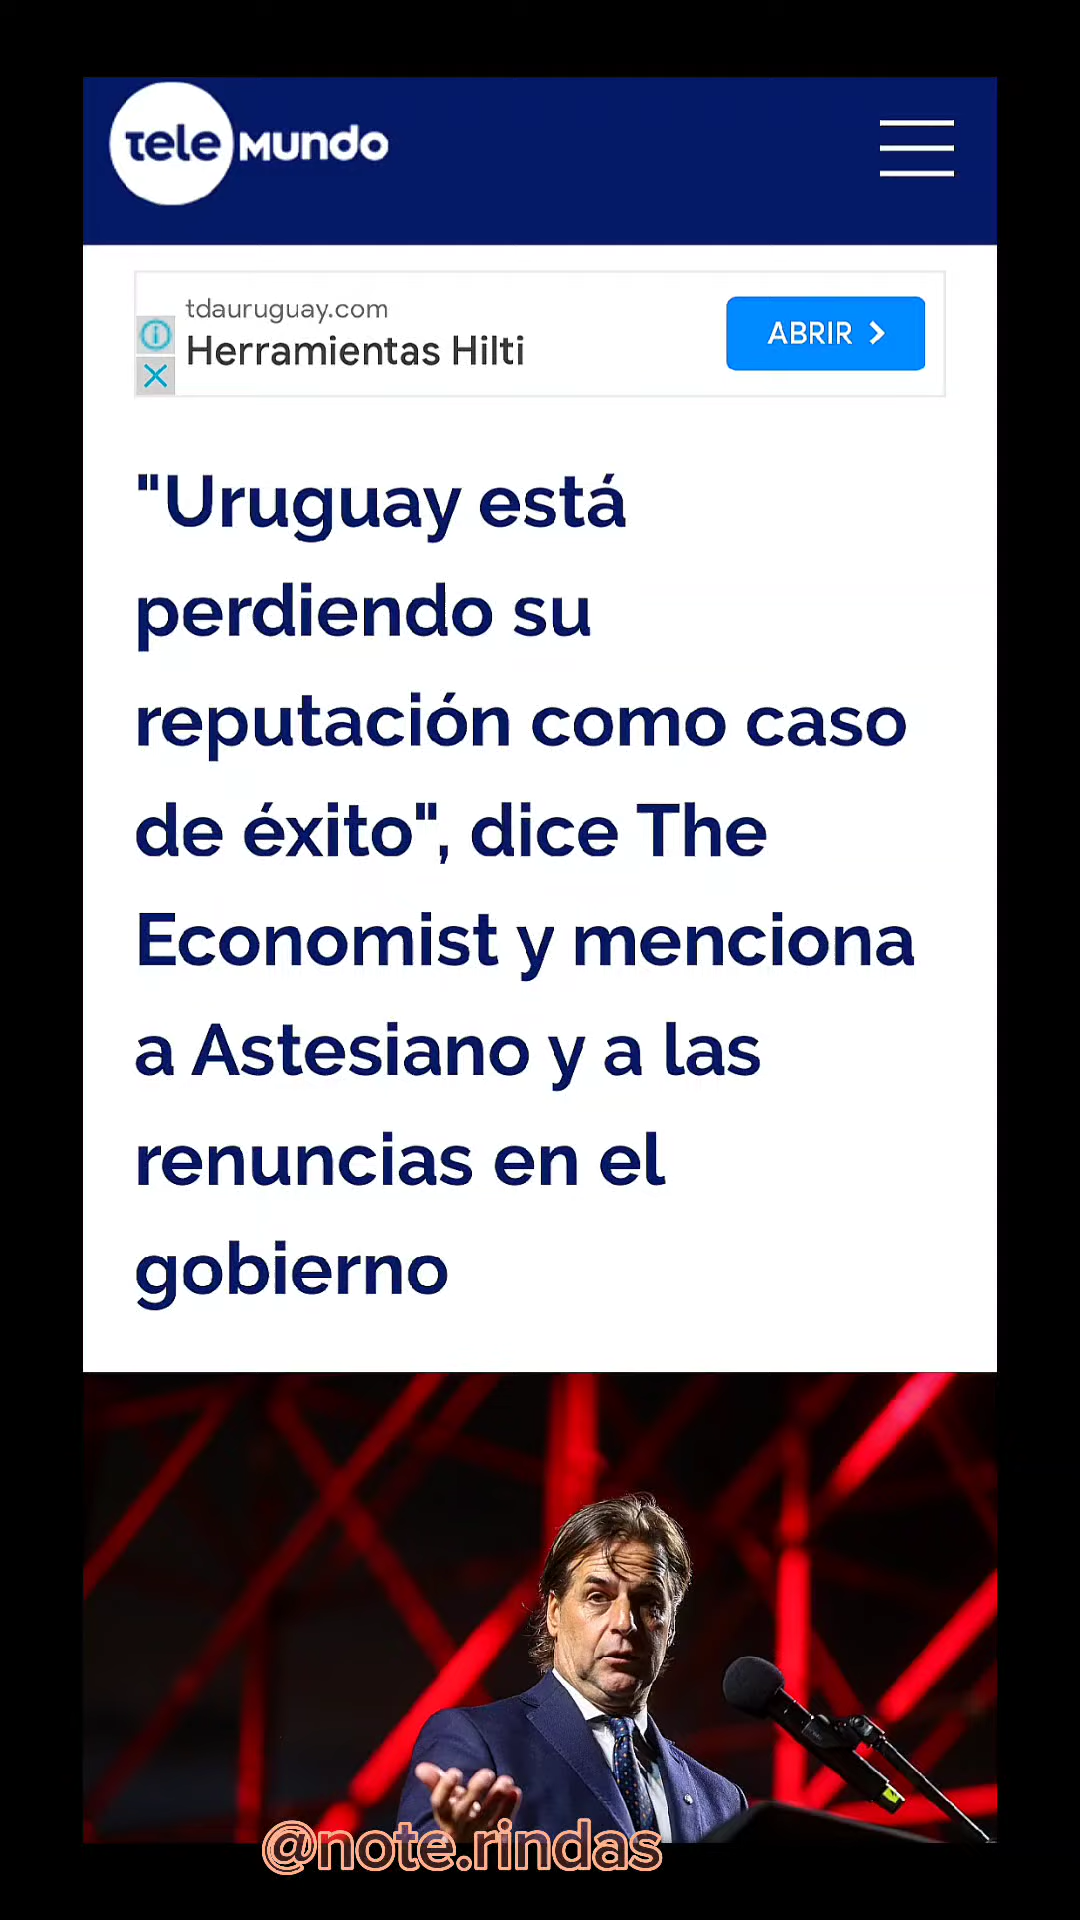 TELE MUNDO
tdauruguay.com
Herramientas Hilti
ABRIR
"Uruguay está
perdiendo su
reputación como caso
de éxito", dice The
Economist y menciona
a Astesiano y a las
renuncias en el
gobierno
@note.rindas